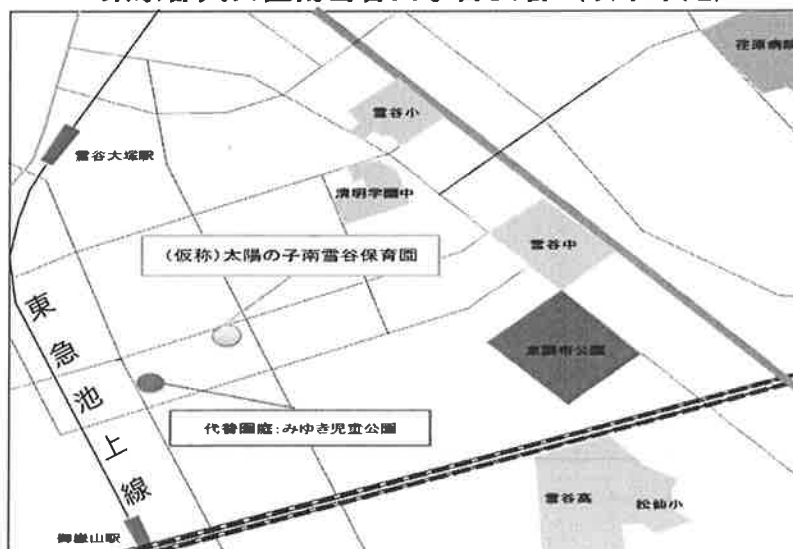 荏原病院
雪谷小
雪谷大塚駅
清明学園中
(仮称)太陽の子南雪谷保育園
雪谷中
東急池上線
東調布公園
代替園庭:みゆき児童公園
雪谷高
松仙小
御嶽山駅